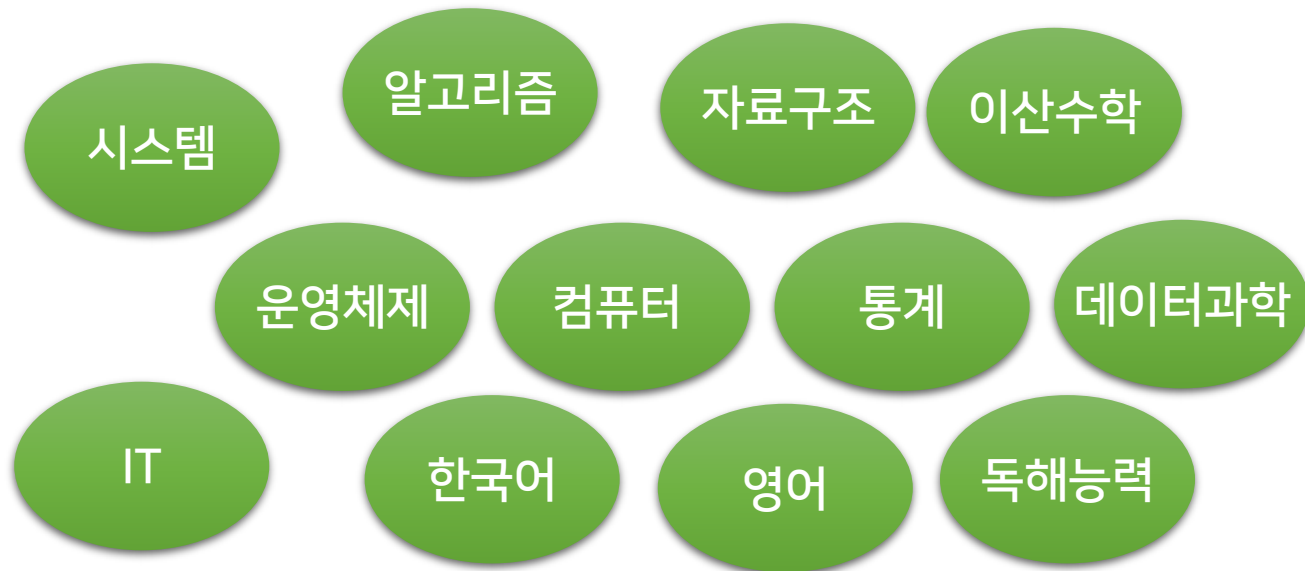 시스템
알고리즘
자료구조
이산수학
운영체제
컴퓨터
통계
데이터과학
IT
한국어
영어
독해능력